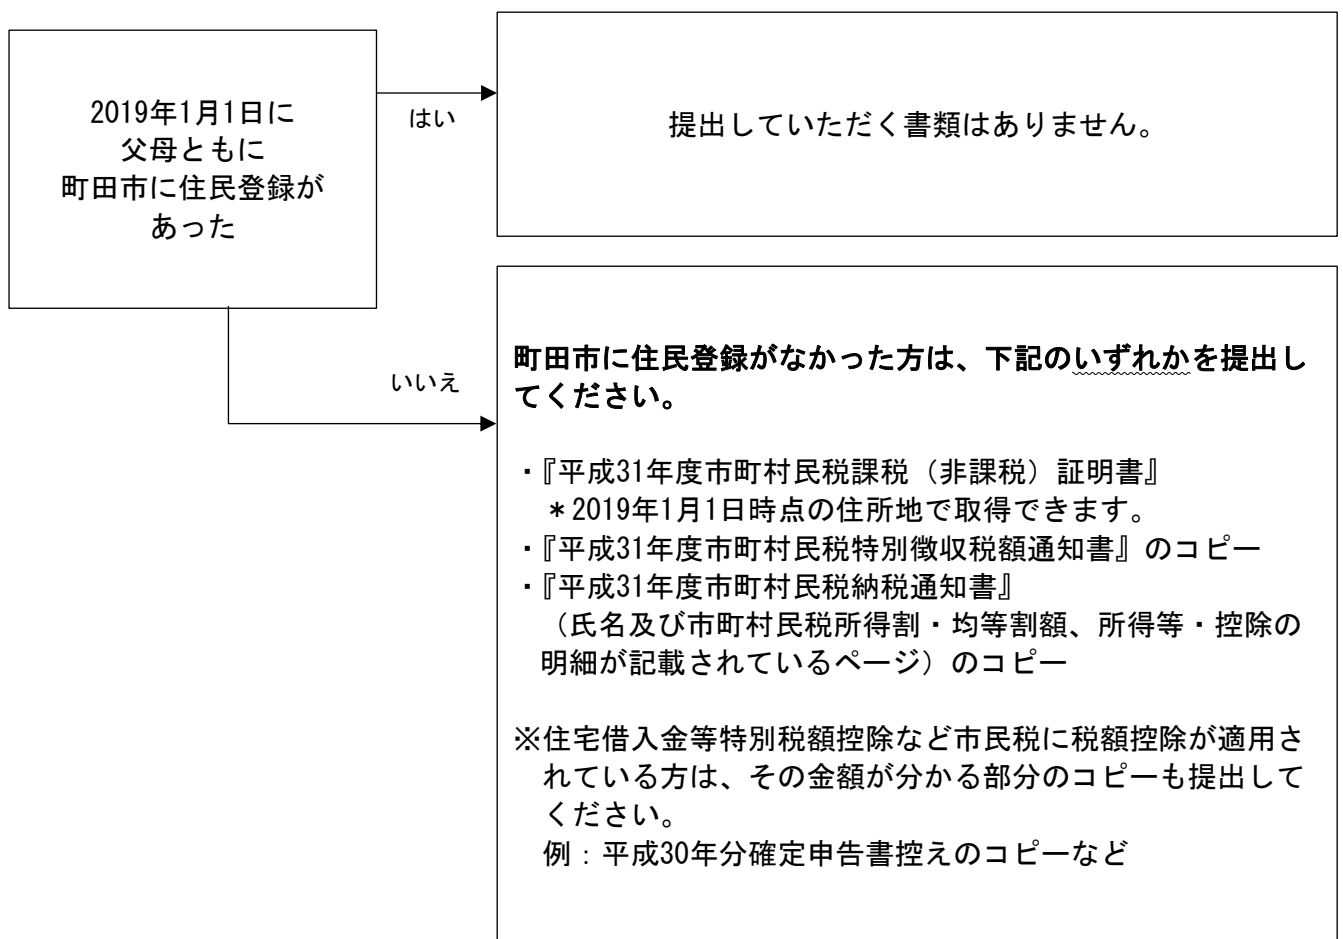 2019年1月1日に
父母ともに
町田市に住民登録が
あった
はい
提出していただく書類はありません。
いいえ
町田市に住民登録がなかった方は、下記のいずれかを提出し
てください。
・『平成31年度市町村民税課税（非課税）証明書』
＊2019年1月1日時点の住所地で取得できます。
・『平成31年度市町村民税特別徴収税額通知書』のコピー
・『平成31年度市町村民税納税通知書』
（氏名及び市町村民税所得割・均等割額、所得等・控除の
明細が記載されているページ）のコピー
※住宅借入金等特別税額控除など市民税に税額控除が適用さ
れている方は、その金額が分かる部分のコピーも提出して
ください。
例：平成30年分確定申告書控えのコピーなど